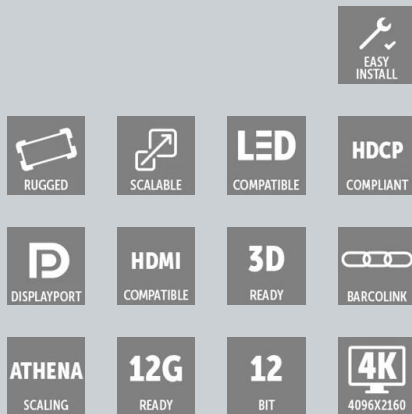 EASY
INSTALL
RUGGED
SCALABLE
LED
COMPATIBLE
HDCP
COMPLIANT
DISPLAYPORT
HDMI
COMPATIBLE
3D
READY
BARCOLINK
ATHENA
SCALING
12G
READY
12
BIT
4K
4096X2160